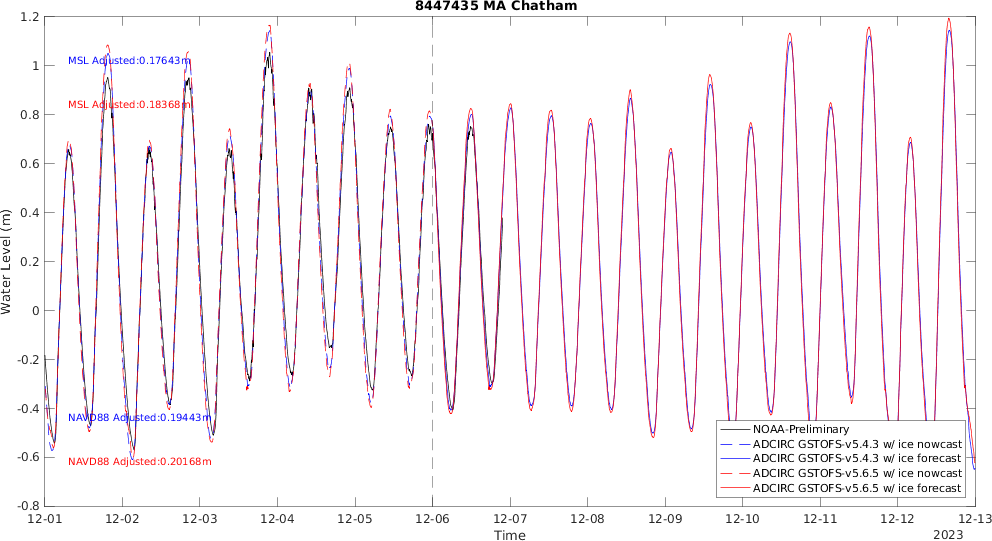 8447435 MA Chatham
1.2
1
0.8
0.6
0.4
0.2
0
-0.2
-0.4
-0.6
-0.8
Water Level (m)
MSL Adjusted:0.17643m
MSL Adjusted:0.18368m
NAVD88 Adjusted:0.19443m
NAVD88 Adjusted:0.20168m
NOAA-Preliminary
ADCIRC GSTOFS-v5.4.3 w/ ice nowcast
ADCIRC GSTOFS-v5.4.3 w/ ice forecast
ADCIRC GSTOFS-v5.6.5 w/ ice nowcast
ADCIRC GSTOFS-v5.6.5 w/ ice forecast
12-01 12-02 12-03 12-04 12-05 12-06 12-07 12-08 12-09 12-10 12-11 12-12 12-13
Time
2023